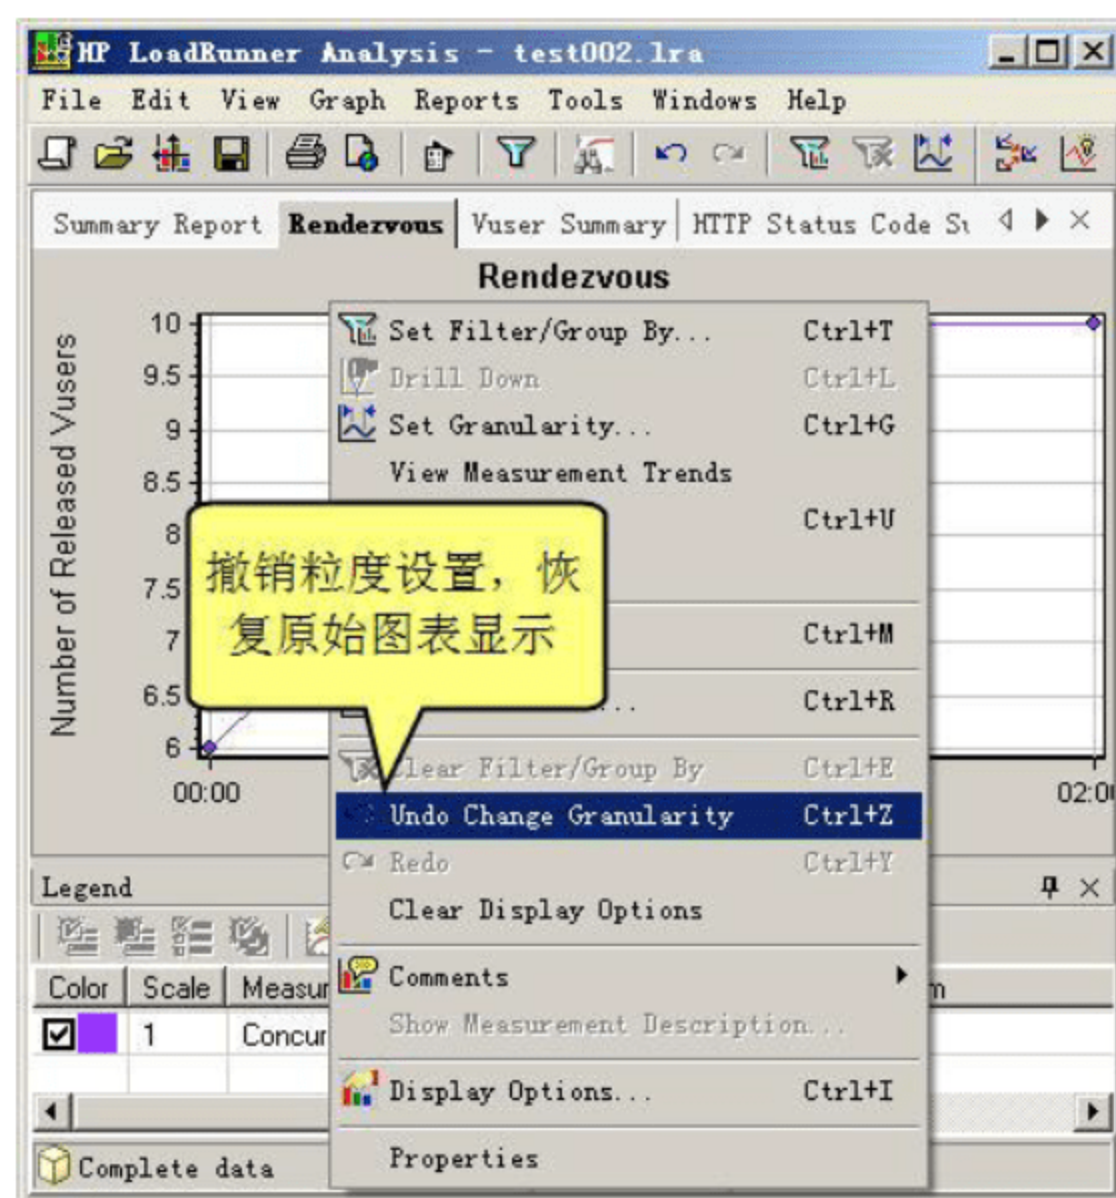 HP LoadRunner Analysis - test002.lra
File Edit View Graph Reports Tools Windows Help
Summary Report Rendezvous Vuser Summary HTTP Status Code
Rendezvous
Number of Released Vusers
10
9.5
9
8.5
8
7.5
7
6.5
6
00:00
02:0
Set Filter/Group By... Ctrl+T
Drill Down Ctrl+L
Set Granularity... Ctrl+G
View Measurement Trends
Ctrl+U
Ctrl+M
... Ctrl+R
Clear Filter/Group By Ctrl+E
Undo Change Granularity Ctrl+Z
Redo Ctrl+Y
Clear Display Options
Comments
Show Measurement Description...
Display Options... Ctrl+I
Properties
撤销粒度设置，恢
复原始图表显示
Legend
Color Scale Measur
1 Concur
Complete data